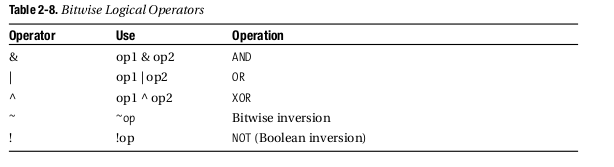 Table 2-8. Bitwise Logical Operators
Operator Use Operation
& op1 & op2 AND
| op1 | op2 OR
^ op1 ^ op2 XOR
~ ~op Bitwise inversion
! !op NOT (Boolean inversion)